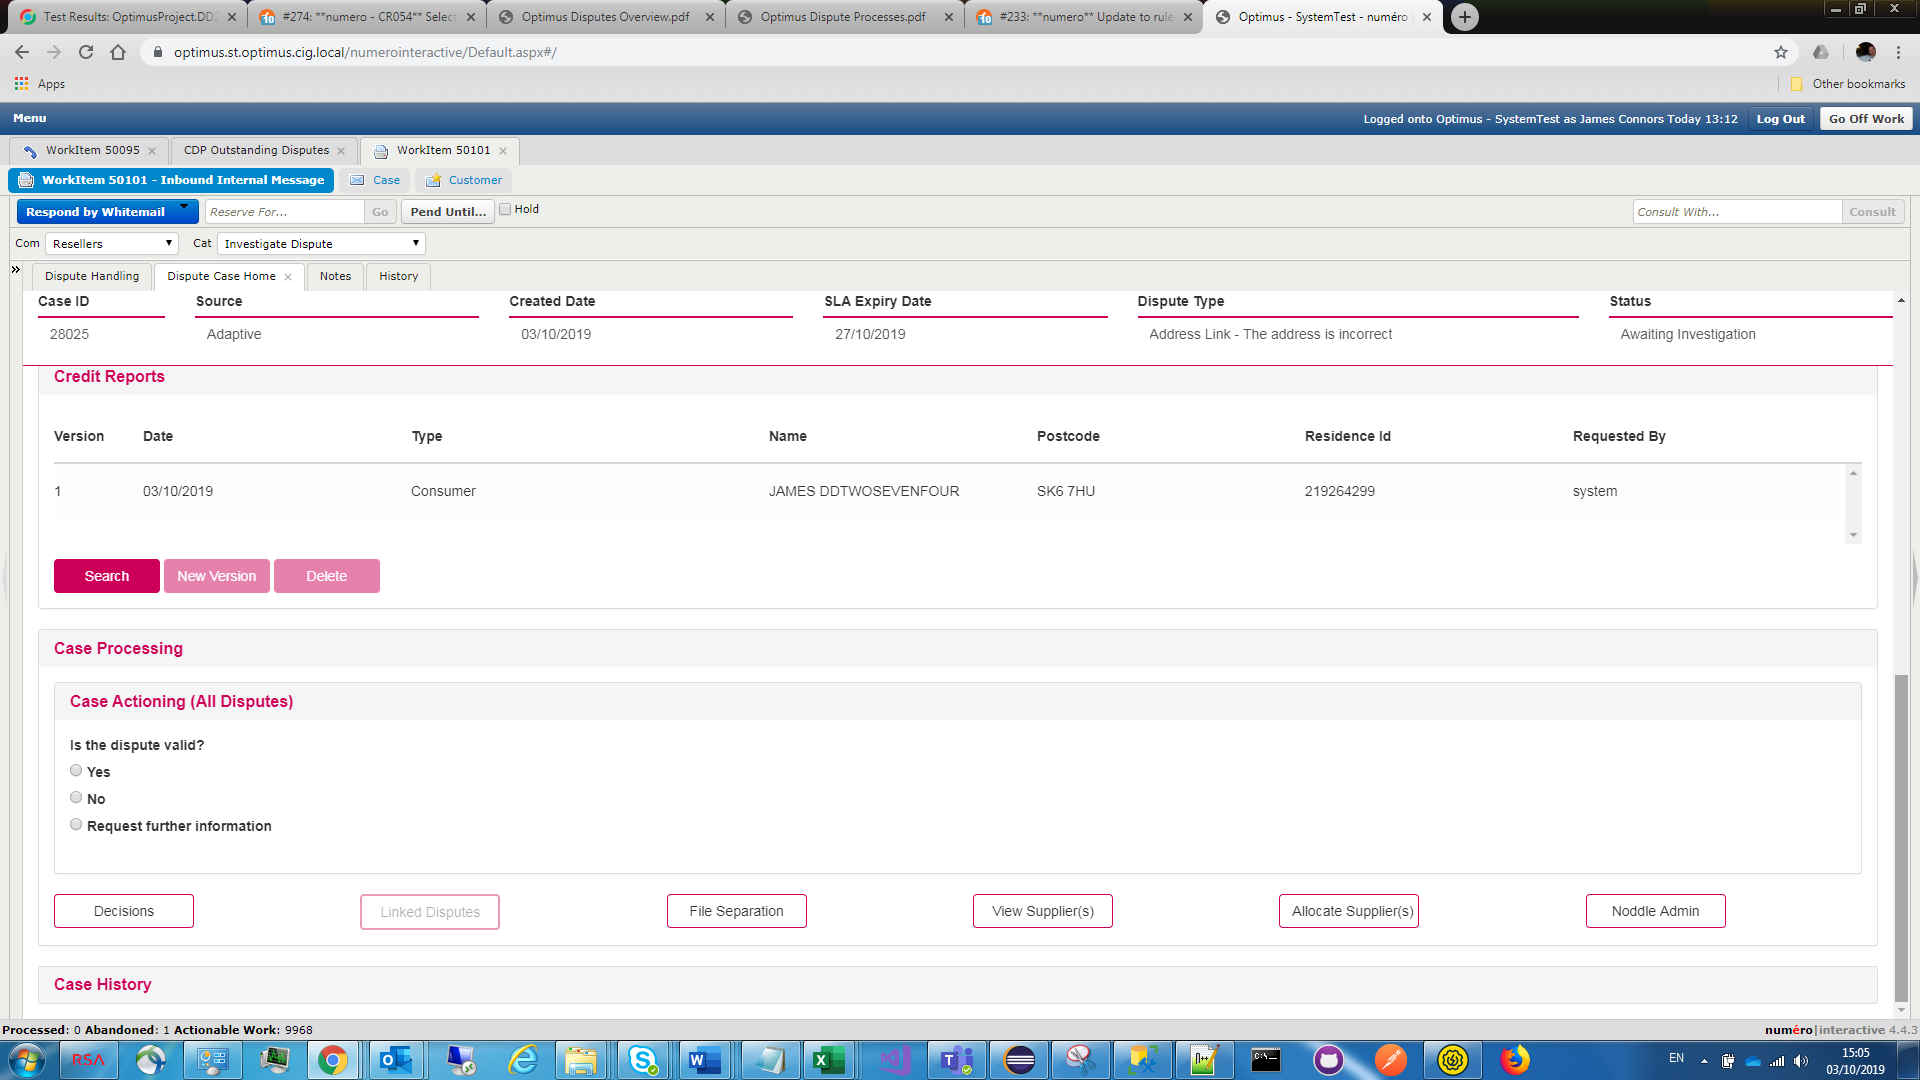 Test Results: OptimusProject.DD2
#274: **numero - CR054** Select
Optimus Disputes Overview.pdf
Optimus Dispute Processes.pdf
#233: **numero** Update to rule
Optimus - SystemTest - numéro
optimus.st.optimus.cig.local/numerointeractive/Default.aspx#/
Apps
Other bookmarks
Menu
Logged onto Optimus - SystemTest as James Connors Today 13:12
Log Out
Go Off Work
WorkItem 50095
CDP Outstanding Disputes
WorkItem 50101
WorkItem 50101 - Inbound Internal Message
Case
Customer
Respond by Whitemail
Reserve For...
Go
Pend Until...
Hold
Consult With...
Consult
Com
Resellers
Cat
Investigate Dispute
Dispute Handling
Dispute Case Home
Notes
History
Case ID
Source
Created Date
SLA Expiry Date
Dispute Type
Status
28025
Adaptive
03/10/2019
27/10/2019
Address Link - The address is incorrect
Awaiting Investigation
Credit Reports
Version
Date
Type
Name
Postcode
Residence Id
Requested By
1
03/10/2019
Consumer
JAMES DDTWOSEVENFOUR
SK6 7HU
219264299
system
Search
New Version
Delete
Case Processing
Case Actioning (All Disputes)
Is the dispute valid?
Yes
No
Request further information
Decisions
Linked Disputes
File Separation
View Supplier(s)
Allocate Supplier(s)
Noddle Admin
Case History
Processed: 0 Abandoned: 1 Actionable Work: 9968
numéro|interactive 4.4.3
RSA
EN
15:05
03/10/2019